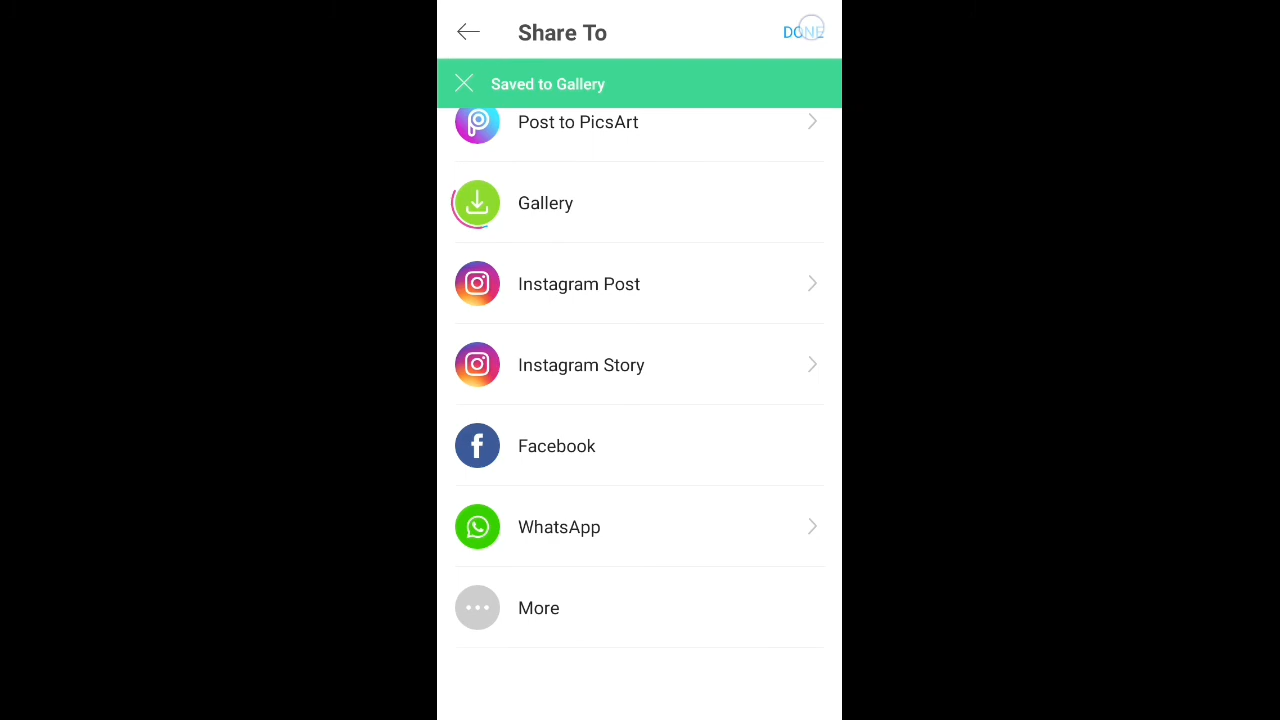 Share To
DONE
Saved to Gallery
Post to PicsArt
Gallery
Instagram Post
Instagram Story
Facebook
WhatsApp
More